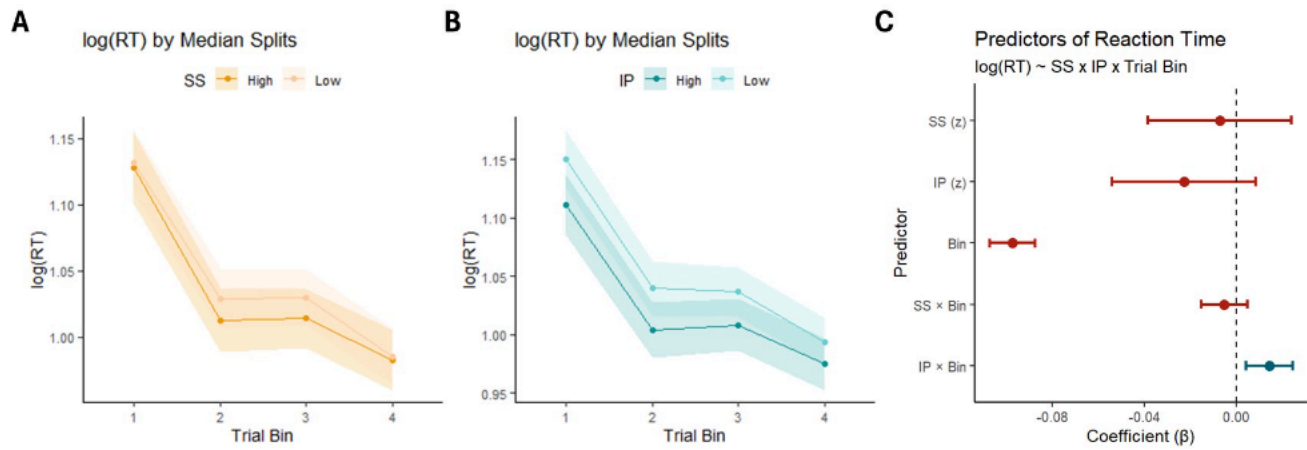 A
log(RT) by Median Splits
SS High Low
log(RT)
1.15
1.10
1.05
1.00
1 2 3 4
Trial Bin
B
log(RT) by Median Splits
IP High Low
log(RT)
1.15
1.10
1.05
1.00
0.95
1 2 3 4
Trial Bin
C
Predictors of Reaction Time
log(RT) ~ SS x IP x Trial Bin
Predictor
SS (z)
IP (z)
Bin
SS × Bin
IP × Bin
-0.08 -0.04 0.00
Coefficient (β)